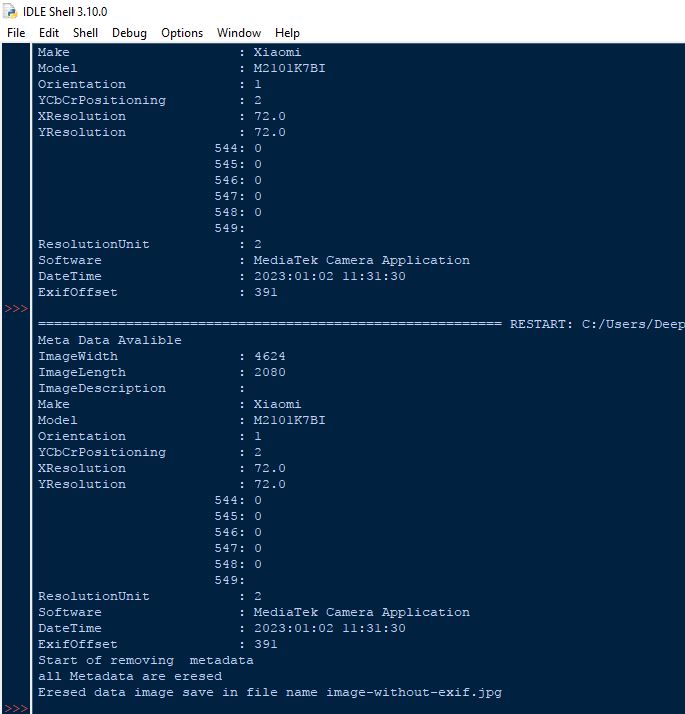 IDLE Shell 3.10.0
File Edit Shell Debug Options Window Help
Make : Xiaomi
Model : M2101K7BI
Orientation : 1
YCbCrPositioning : 2
XResolution : 72.0
YResolution : 72.0
544: 0
545: 0
546: 0
547: 0
548: 0
549:
ResolutionUnit : 2
Software : MediaTek Camera Application
DateTime : 2023:01:02 11:31:30
ExifOffset : 391
>>>
========================================================== RESTART: C:/Users/Deep
Meta Data Avalible
ImageWidth : 4624
ImageLength : 2080
ImageDescription :
Make : Xiaomi
Model : M2101K7BI
Orientation : 1
YCbCrPositioning : 2
XResolution : 72.0
YResolution : 72.0
544: 0
545: 0
546: 0
547: 0
548: 0
549:
ResolutionUnit : 2
Software : MediaTek Camera Application
DateTime : 2023:01:02 11:31:30
ExifOffset : 391
Start of removing  metadata
all Metadata are eresed
Eresed data image save in file name image-without-exif.jpg
>>>